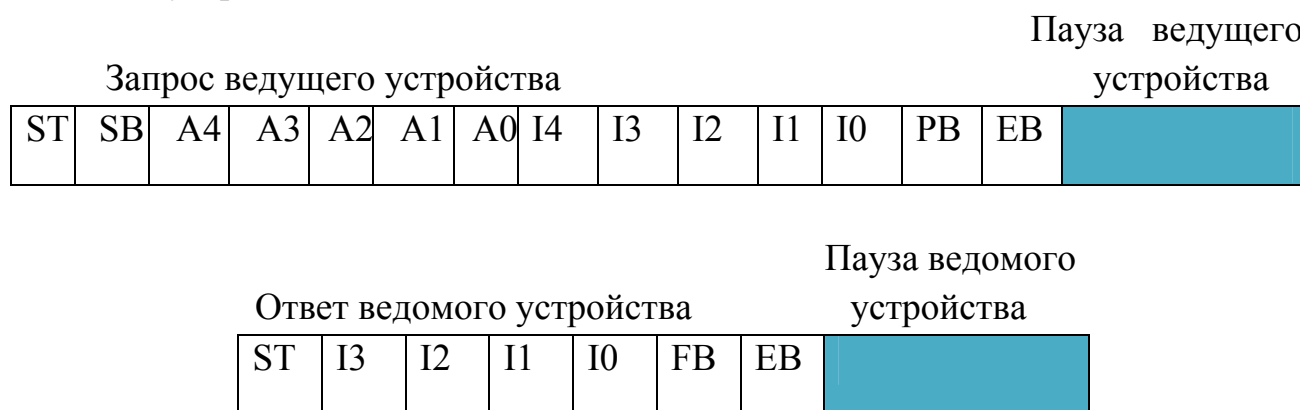 Пауза ведущего
Запрос ведущего устройства устройства
ST SB A4 A3 A2 A1 A0 I4 I3 I2 I1 I0 PB EB
Пауза ведомого
Ответ ведомого устройства устройства
ST I3 I2 I1 I0 FB EB